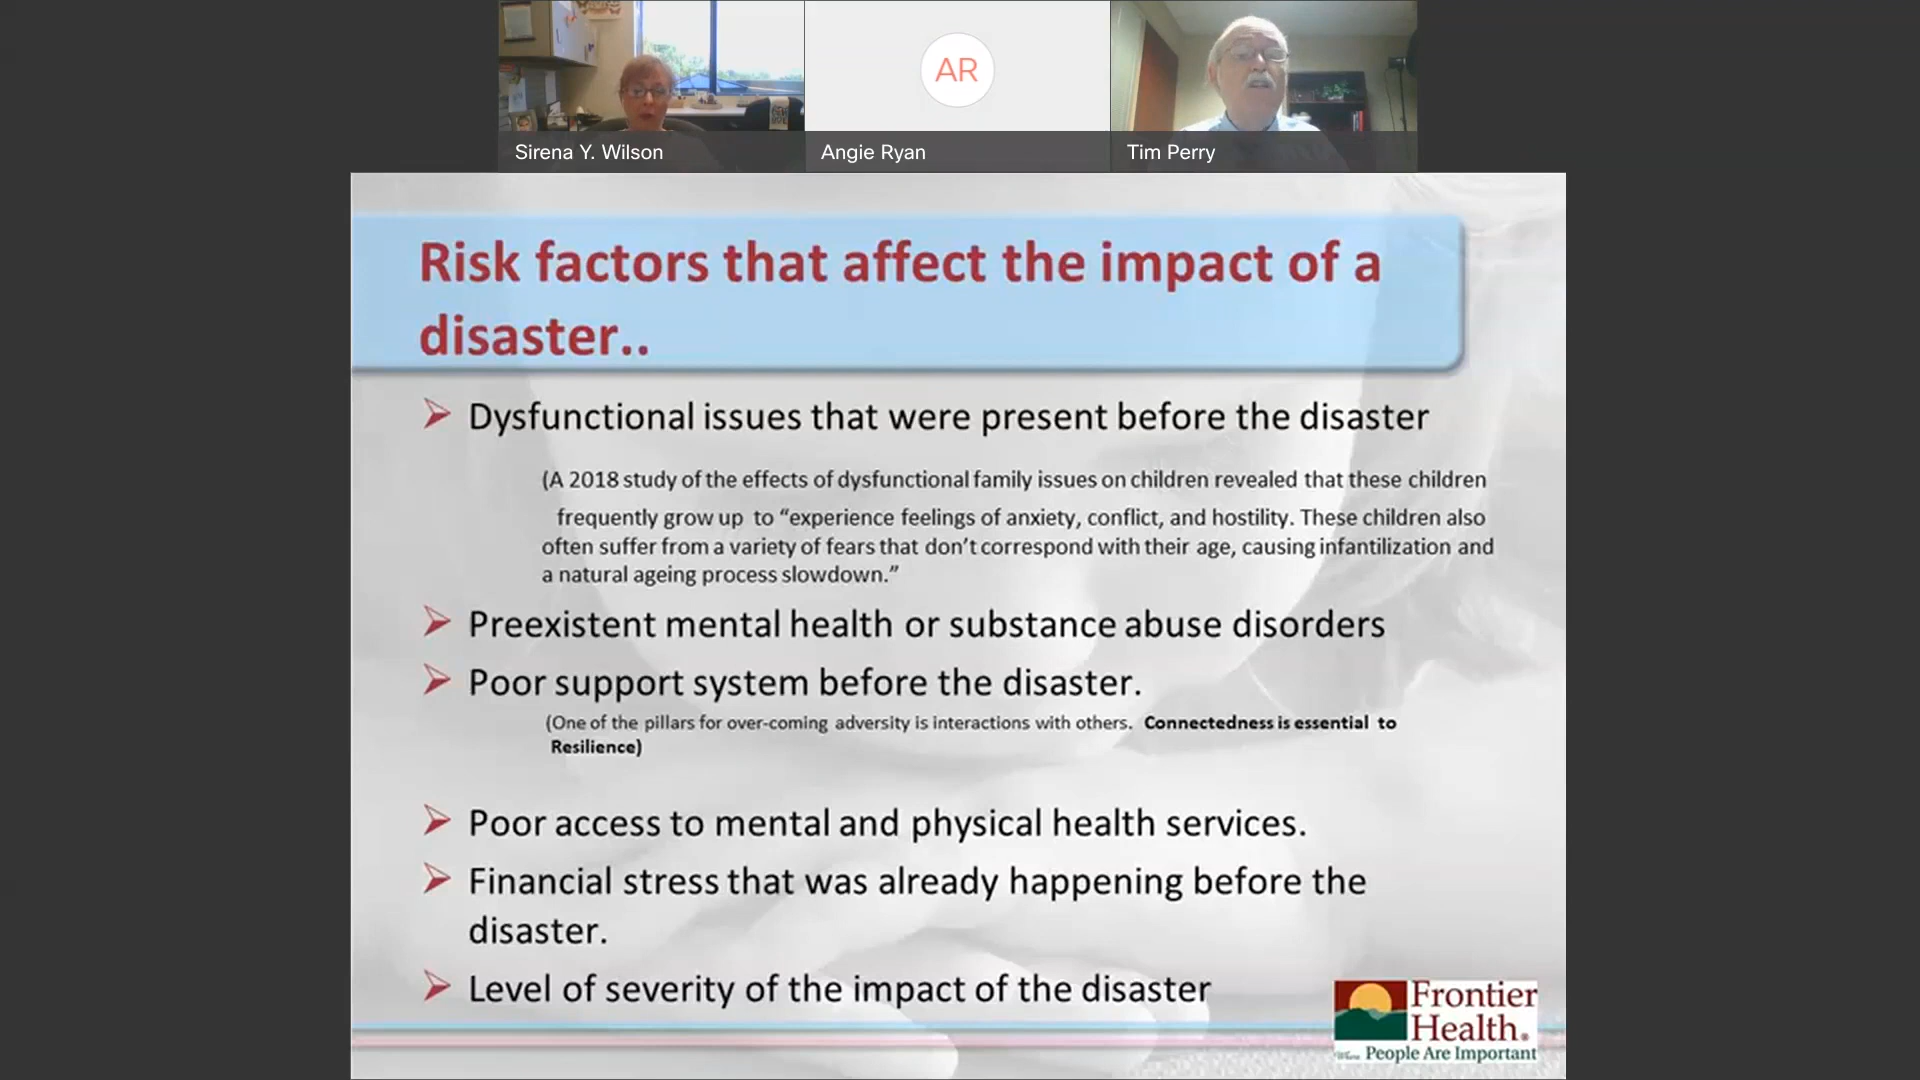 AR
Sirena Y. Wilson
Angie Ryan
Tim Perry
Risk factors that affect the impact of a
disaster..
Dysfunctional issues that were present before the disaster
(A 2018 study of the effects of dysfunctional family issues on children revealed that these children
frequently grow up to “experience feelings of anxiety, conflict, and hostility. These children also
often suffer from a variety of fears that don’t correspond with their age, causing infantilization and
a natural ageing process slowdown.”
Preexistent mental health or substance abuse disorders
Poor support system before the disaster.
(One of the pillars for over-coming adversity is interactions with others. Connectedness is essential to
Resilience)
Poor access to mental and physical health services.
Financial stress that was already happening before the
disaster.
Level of severity of the impact of the disaster
Frontier
Health®
Where People Are Important